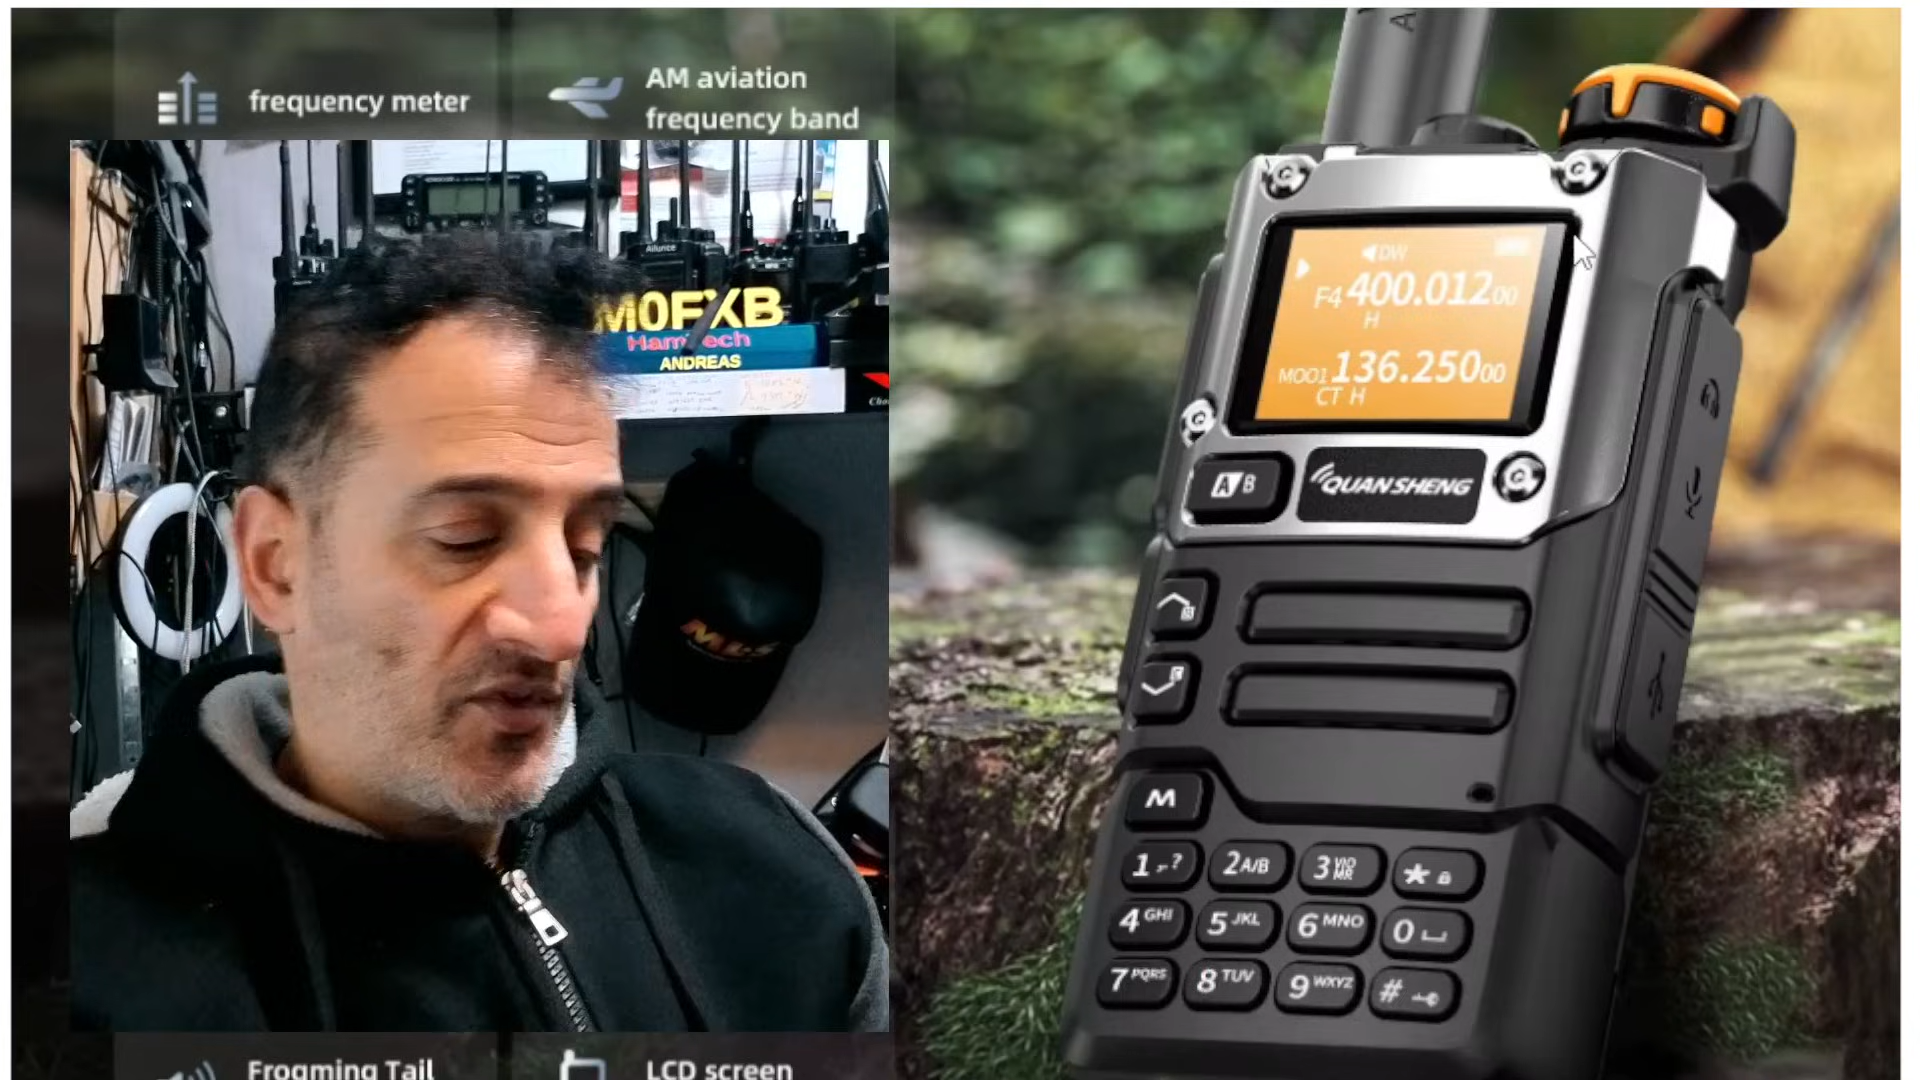 frequency meter
AM aviation
frequency band
Ailunce
M0FXB
HamTech
ANDREAS
DW
F4 400.01200
H
M001 136.25000
CT H
A/B
QUANSHENG
M
1 ,-?
2 A/B
3 VFO MR
*
4 GHI
5 JKL
6 MNO
0
7 PQRS
8 TUV
9 WXYZ
#
Frogming Tail
LCD screen